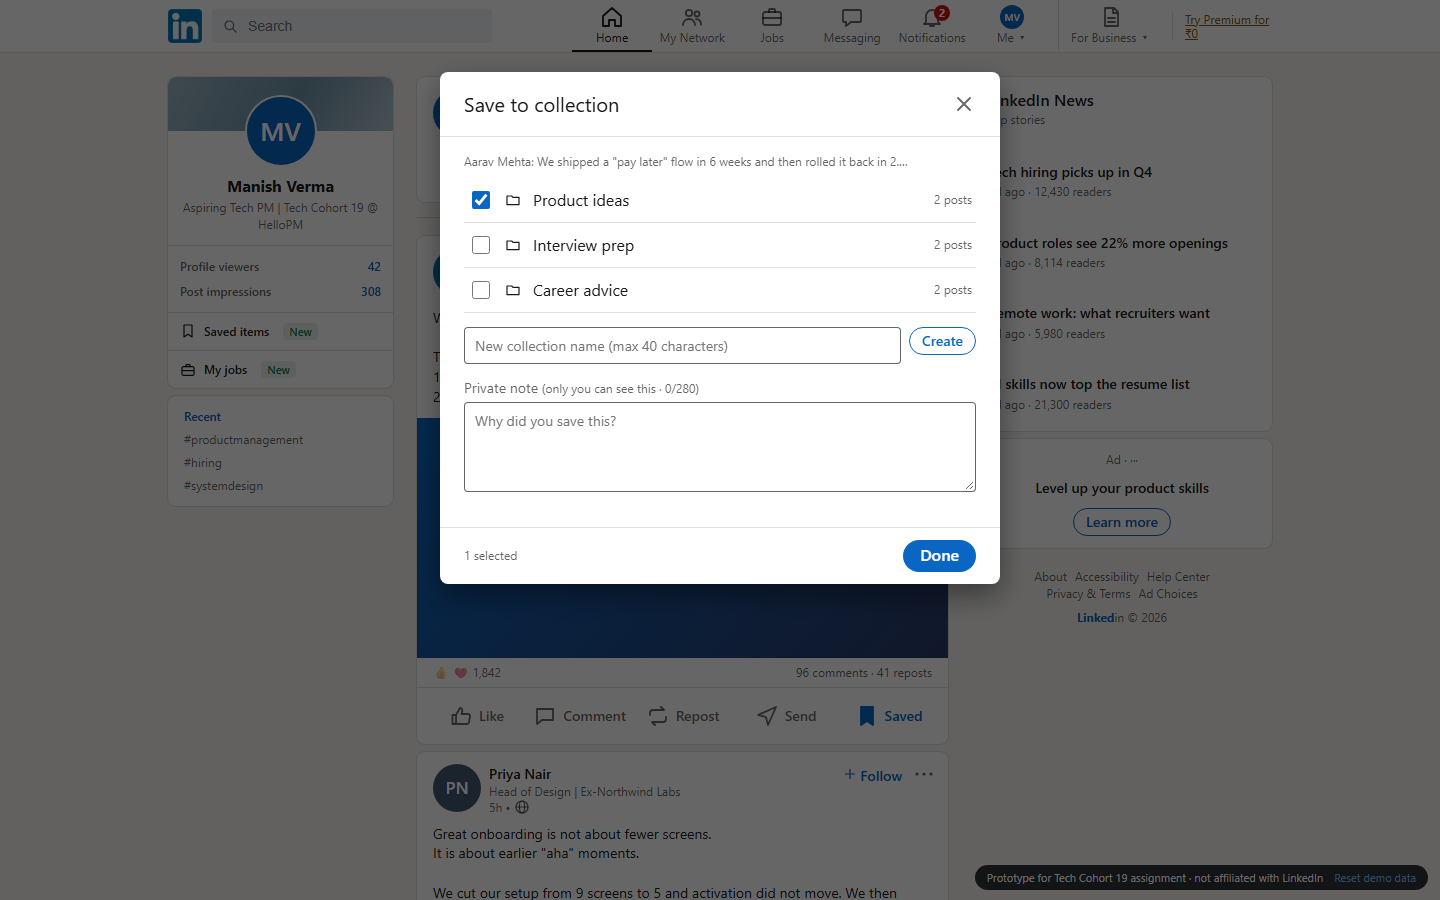 in
Search
Home
My Network
Jobs
Messaging
2
Notifications
MV
Me
For Business
Try Premium for
₹0
MV
Manish Verma
Aspiring Tech PM | Tech Cohort 19 @
HelloPM
Profile viewers 42
Post impressions 308
Saved items New
My jobs New
Recent
#productmanagement
#hiring
#systemdesign
Save to collection
Aarav Mehta: We shipped a "pay later" flow in 6 weeks and then rolled it back in 2....
Product ideas 2 posts
Interview prep 2 posts
Career advice 2 posts
New collection name (max 40 characters)
Create
Private note (only you can see this · 0/280)
Why did you save this?
1 selected
Done
1,842
96 comments · 41 reposts
Like
Comment
Repost
Send
Saved
PN
Priya Nair
Head of Design | Ex-Northwind Labs
5h •
+ Follow
Great onboarding is not about fewer screens.
It is about earlier "aha" moments.
We cut our setup from 9 screens to 5 and activation did not move. We then
nkedIn News
p stories
ech hiring picks up in Q4
ago · 12,430 readers
roduct roles see 22% more openings
ago · 8,114 readers
emote work: what recruiters want
ago · 5,980 readers
skills now top the resume list
ago · 21,300 readers
Ad · ···
Level up your product skills
Learn more
About Accessibility Help Center
Privacy & Terms Ad Choices
LinkedIn © 2026
Prototype for Tech Cohort 19 assignment · not affiliated with LinkedIn Reset demo data